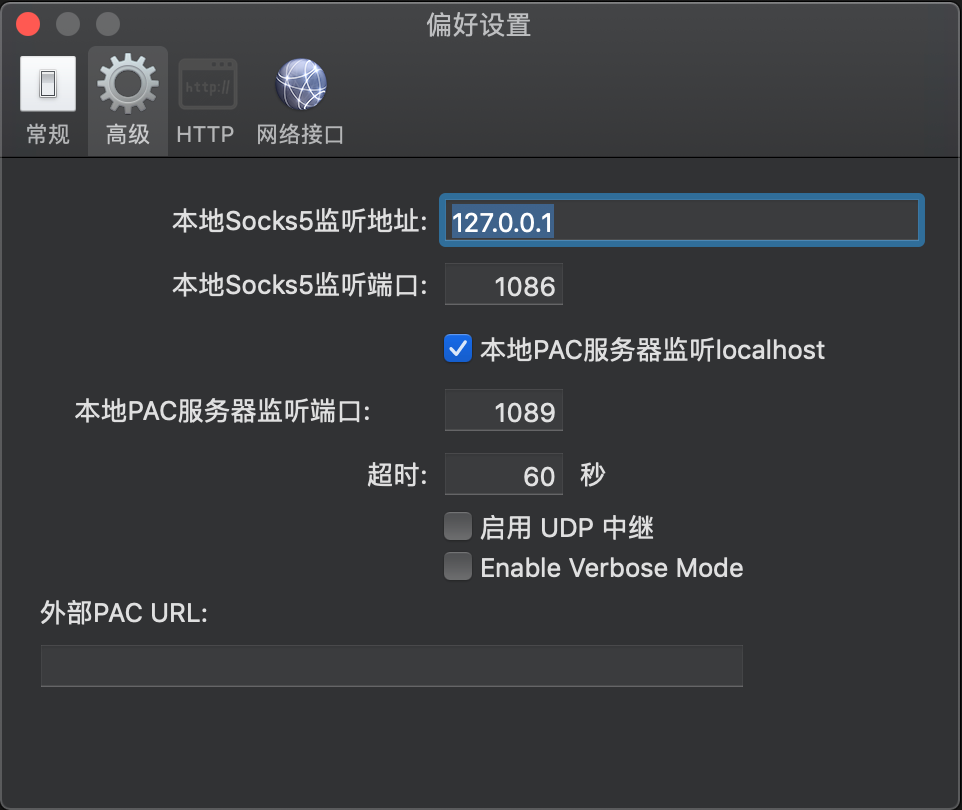 偏好设置
http://
常规 高级 HTTP 网络接口
本地Socks5监听地址: 127.0.0.1
本地Socks5监听端口: 1086
本地PAC服务器监听localhost
本地PAC服务器监听端口: 1089
超时: 60 秒
启用 UDP 中继
Enable Verbose Mode
外部PAC URL: